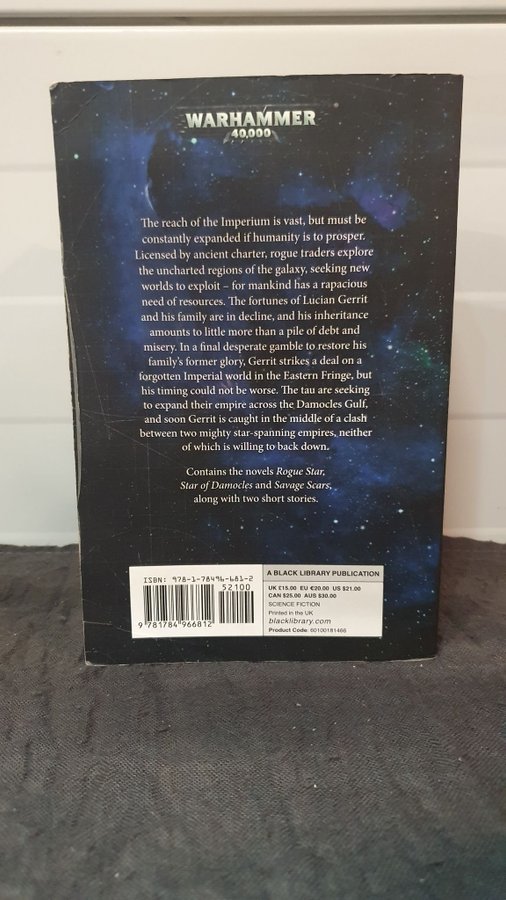 WARHAMMER
40,000
The reach of the Imperium is vast, but must be
constantly expanded if humanity is to prosper.
Licensed by ancient charter, rogue traders explore
the uncharted regions of the galaxy, seeking new
worlds to exploit – for mankind has a rapacious
need of resources. The fortunes of Lucian Gerrit
and his family are in decline, and his inheritance
amounts to little more than a pile of debt and
misery. In a final desperate gamble to restore his
family's former glory, Gerrit strikes a deal on a
forgotten Imperial world in the Eastern Fringe, but
his timing could not be worse. The tau are seeking
to expand their empire across the Damocles Gulf,
and soon Gerrit is caught in the middle of a clash
between two mighty star-spanning empires, neither
of which is willing to back down.
Contains the novels Rogue Star,
Star of Damocles and Savage Scars,
along with two short stories.
ISBN: 978-1-78496-681-2
52100
9 781784 966812
A BLACK LIBRARY PUBLICATION
UK £15.00 EU €20.00 US $21.00
CAN $25.00 AUS $30.00
SCIENCE FICTION
Printed in the UK
blacklibrary.com
Product Code: 60100181466